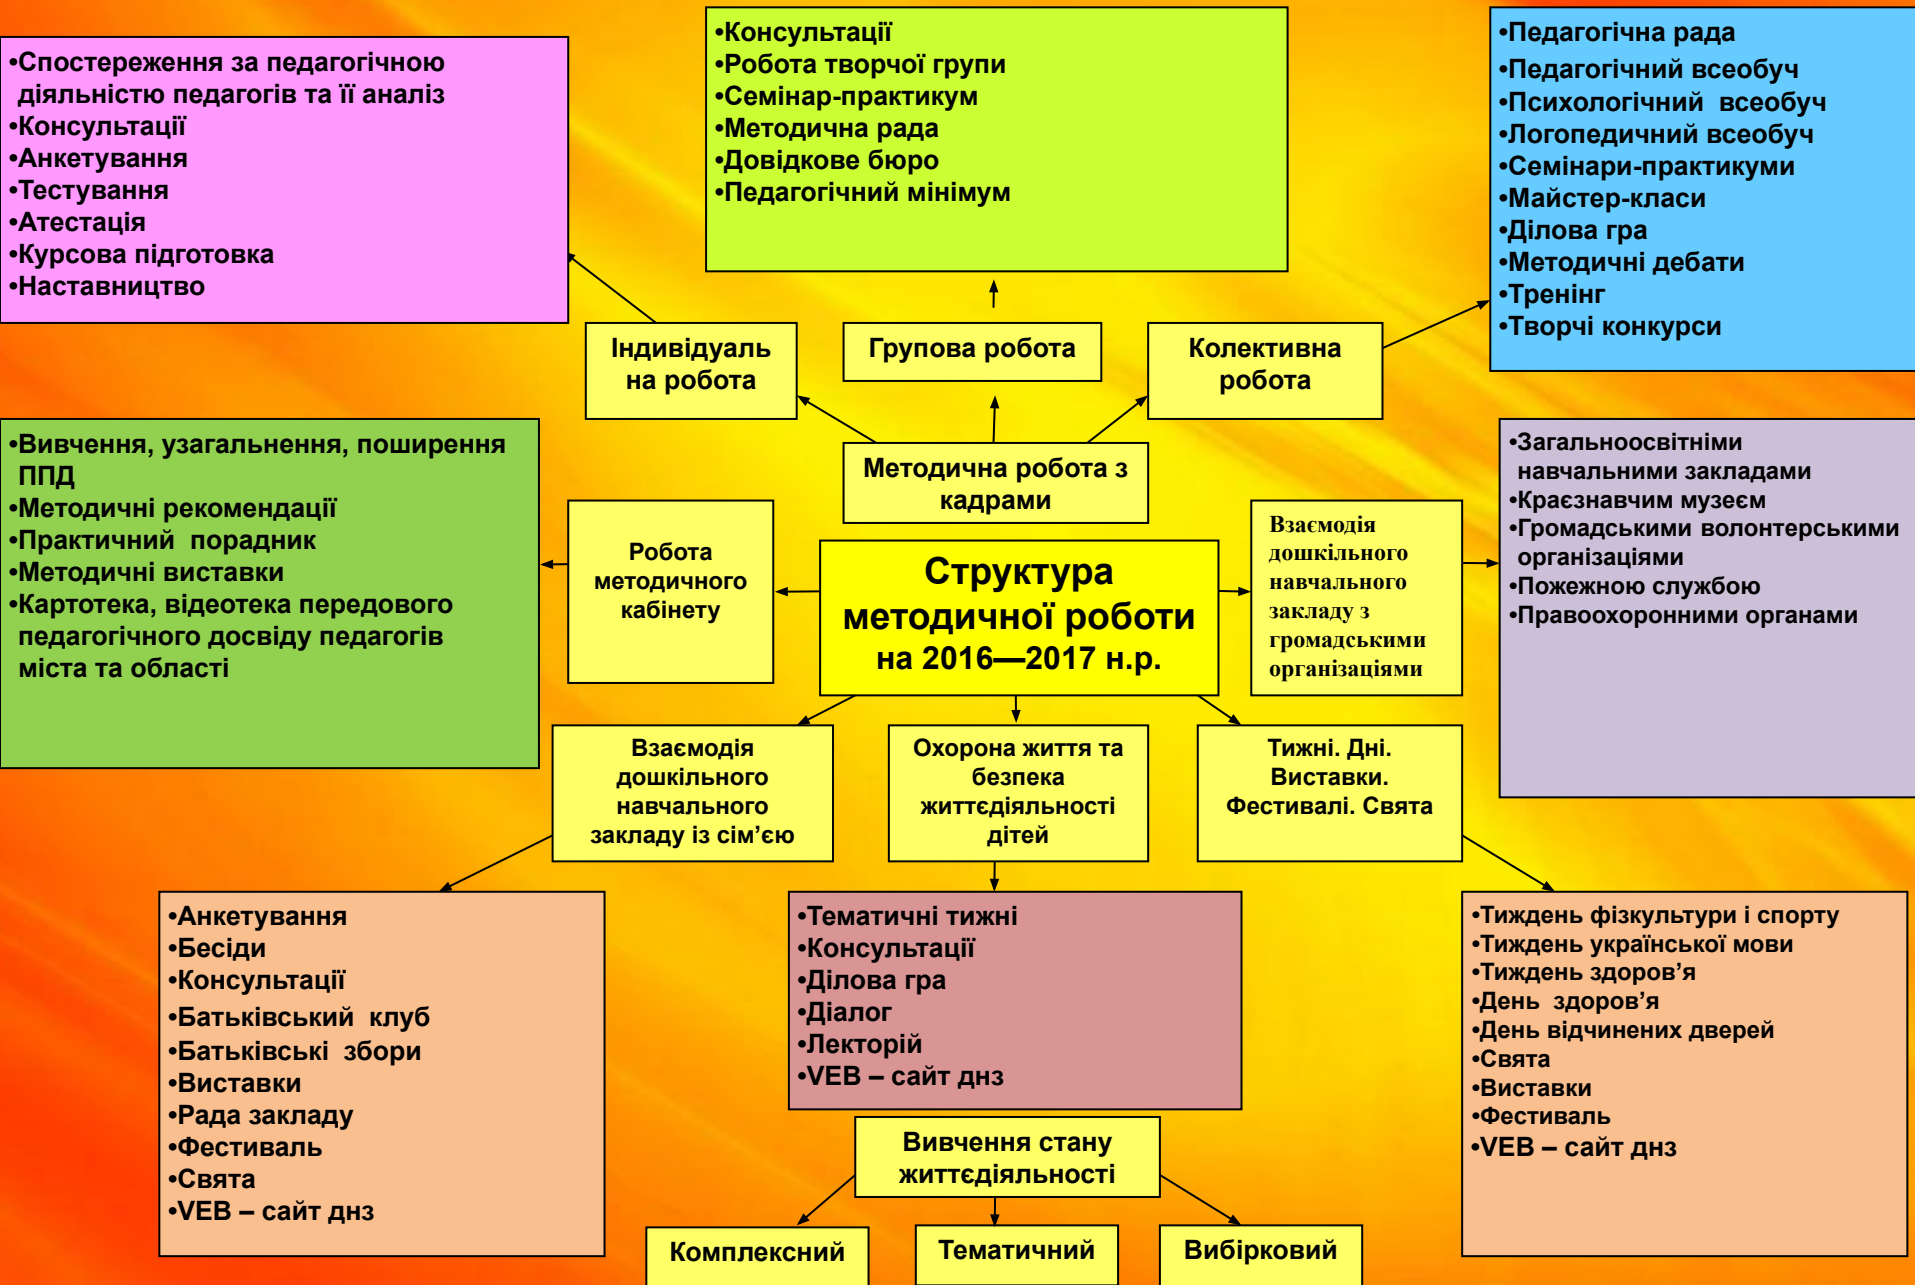 •Спостереження за педагогічною
діяльністю педагогів та її аналіз
•Консультації
•Анкетування
•Тестування
•Атестація
•Курсова підготовка
•Наставництво
•Консультації
•Робота творчої групи
•Семінар-практикум
•Методична рада
•Довідкове бюро
•Педагогічний мінімум
•Педагогічна рада
•Педагогічний всеобуч
•Психологічний всеобуч
•Логопедичний всеобуч
•Семінари-практикуми
•Майстер-класи
•Ділова гра
•Методичні дебати
•Тренінг
•Творчі конкурси
Індивідуаль
на робота
Групова робота
Колективна
робота
Методична робота з
кадрами
•Вивчення, узагальнення, поширення
ППД
•Методичні рекомендації
•Практичний порадник
•Методичні виставки
•Картотека, відеотека передового
педагогічного досвіду педагогів
міста та області
Робота
методичного
кабінету
Структура
методичної роботи
на 2016—2017 н.р.
Взаємодія
дошкільного
навчального
закладу з
громадськими
організаціями
•Загальноосвітніми
навчальними закладами
•Краєзнавчим музеєм
•Громадськими волонтерськими
організаціями
•Пожежною службою
•Правоохоронними органами
Взаємодія
дошкільного
навчального
закладу із сім’єю
Охорона життя та
безпека
життєдіяльності
дітей
Тижні. Дні.
Виставки.
Фестивалі. Свята
•Анкетування
•Бесіди
•Консультації
•Батьківський клуб
•Батьківські збори
•Виставки
•Рада закладу
•Фестиваль
•Свята
•VEB – сайт днз
•Тематичні тижні
•Консультації
•Ділова гра
•Діалог
•Лекторій
•VEB – сайт днз
•Тиждень фізкультури і спорту
•Тиждень української мови
•Тиждень здоров’я
•День здоров’я
•День відчинених дверей
•Свята
•Виставки
•Фестиваль
•VEB – сайт днз
Вивчення стану
життєдіяльності
Комплексний
Тематичний
Вибірковий